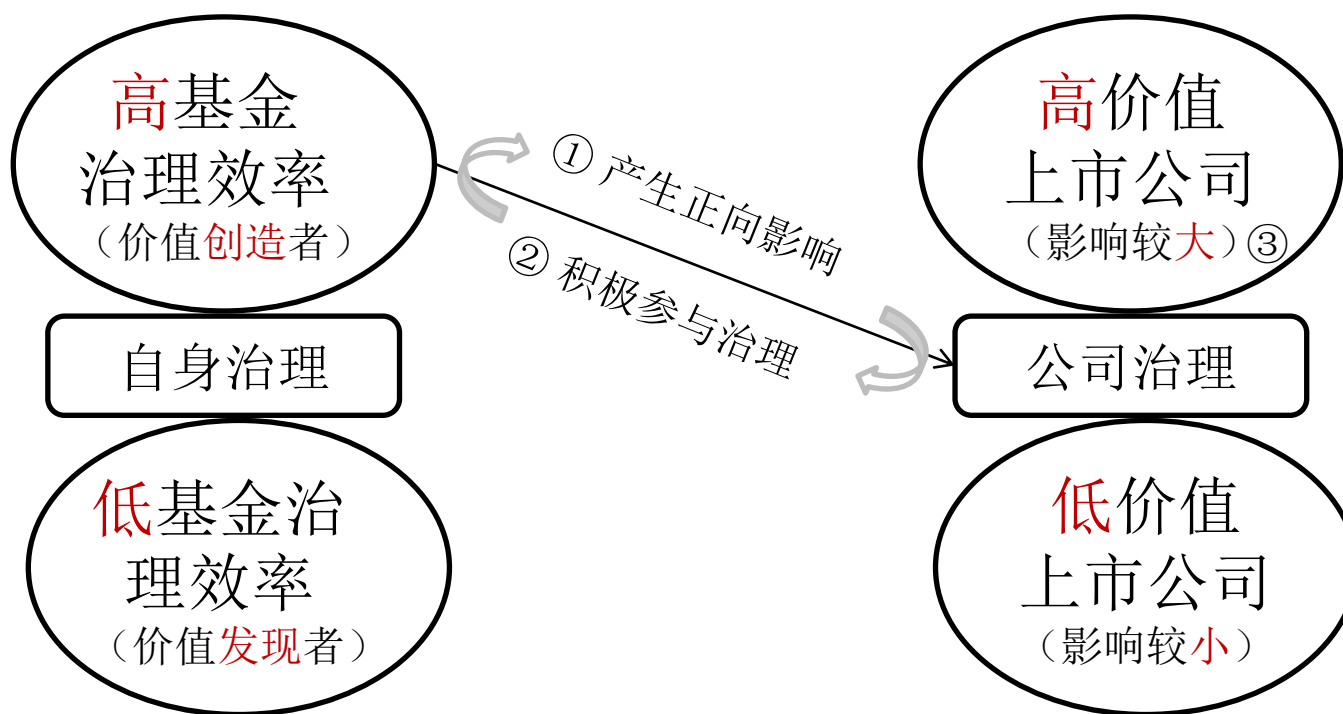 高基金
治理效率
（价值创造者）
自身治理
低基金治
理效率
（价值发现者）
① 产生正向影响
② 积极参与治理
高价值
上市公司
（影响较大）③
公司治理
低价值
上市公司
（影响较小）